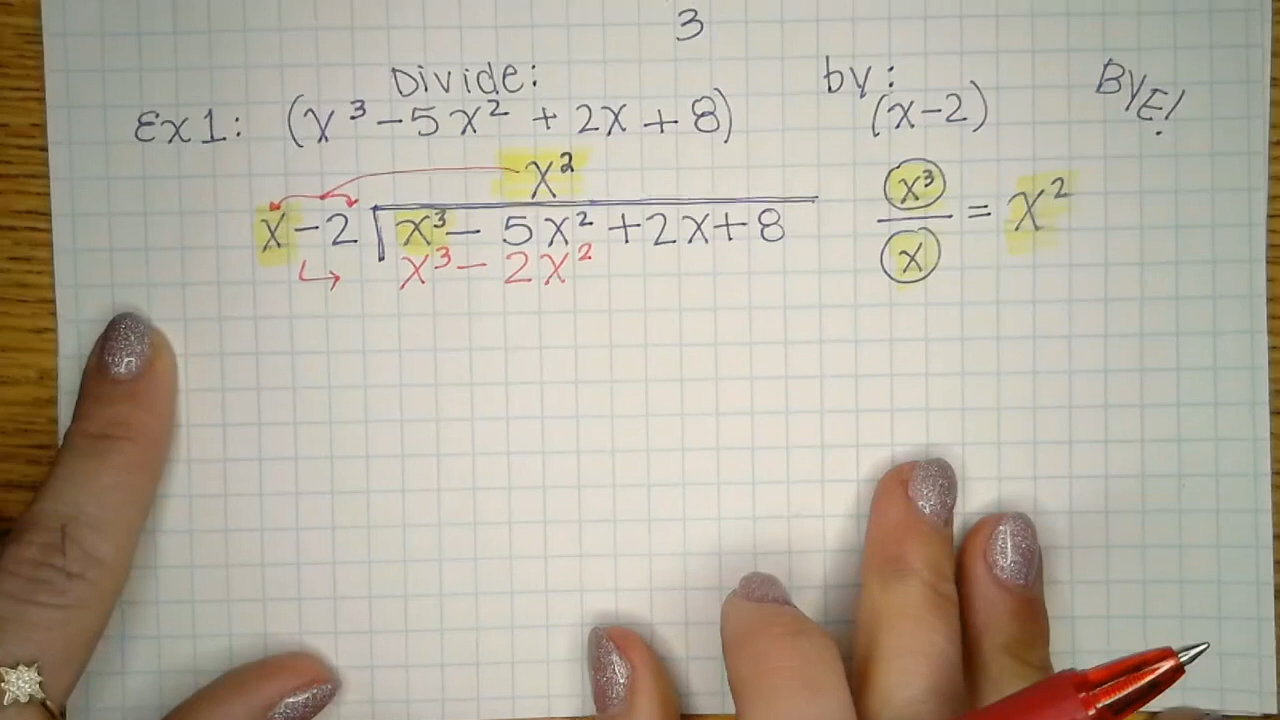 3
Divide: by: BYE!
Ex1: (x³ - 5x² + 2x + 8) (x-2)
x²
x-2 x³ - 5x² + 2x + 8
x³ - 2x²
x³
x
= x²